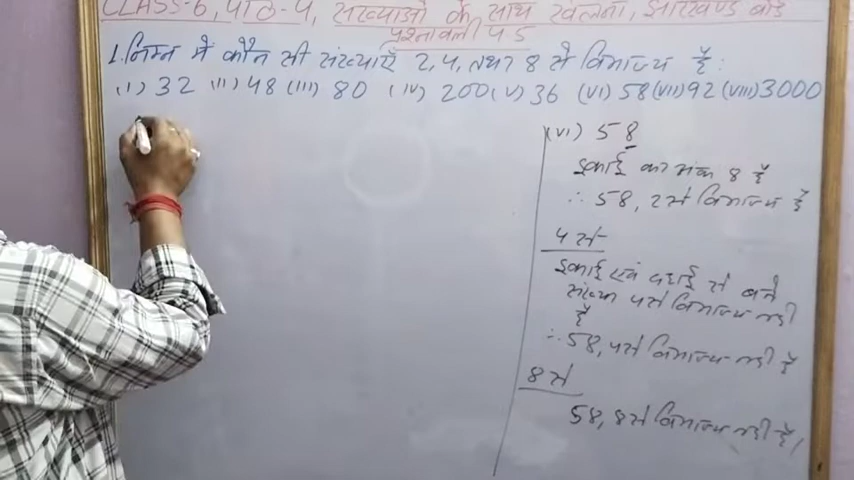 CLASS-6, पाठ-4, संख्याओं के साथ खेलना, झारखण्ड बोर्ड
प्रश्नावली 4.5
1. निम्न में कौन सी संख्याएँ 2, 4, तथा 8 से विभाज्य हैं:
(I) 32 (II) 48 (III) 80 (IV) 200 (V) 36 (VI) 58 (VII) 92 (VIII) 3000
(VI) 58
इकाई का अंक 8 है
∴ 58, 2 से विभाज्य है
4 से-
इकाई एवं दहाई से बने
संख्या 4 से विभाज्य नहीं
है
∴ 58, 4 से विभाज्य नहीं है
8 से
58, 8 से विभाज्य नहीं है,